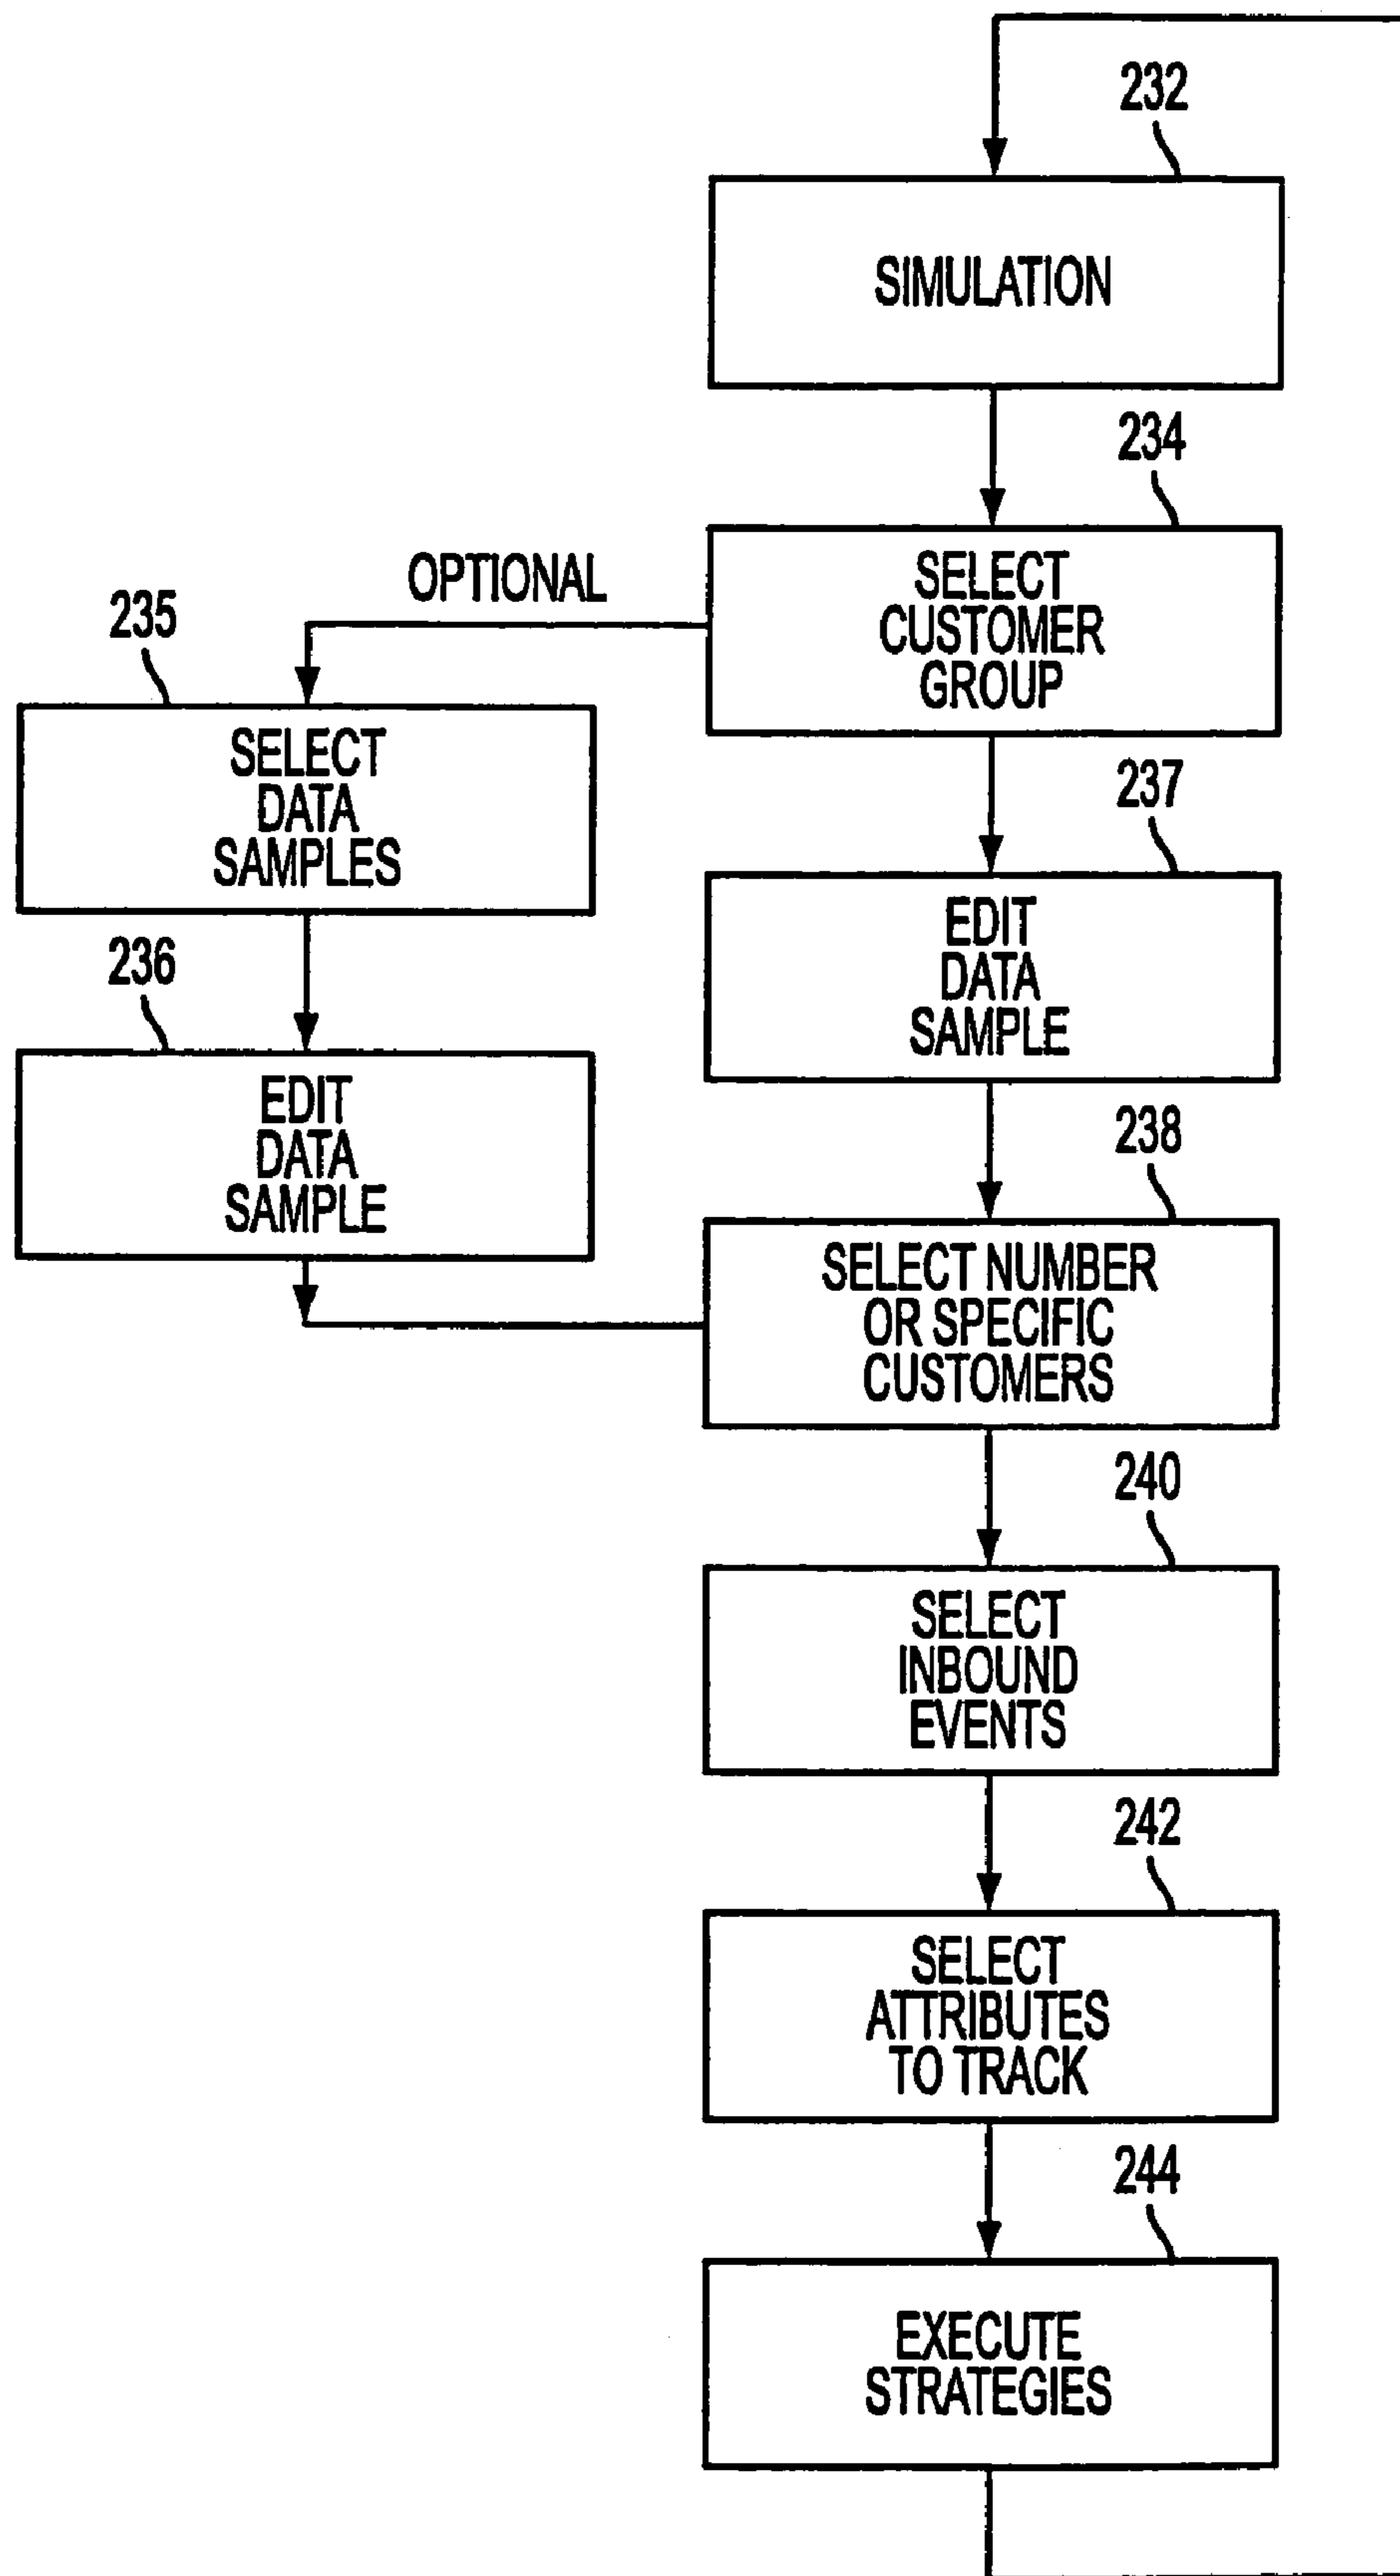 232
SIMULATION
234
SELECT
CUSTOMER
GROUP
OPTIONAL
235
SELECT
DATA
SAMPLES
237
EDIT
DATA
SAMPLE
236
EDIT
DATA
SAMPLE
238
SELECT NUMBER
OR SPECIFIC
CUSTOMERS
240
SELECT
INBOUND
EVENTS
242
SELECT
ATTRIBUTES
TO TRACK
244
EXECUTE
STRATEGIES